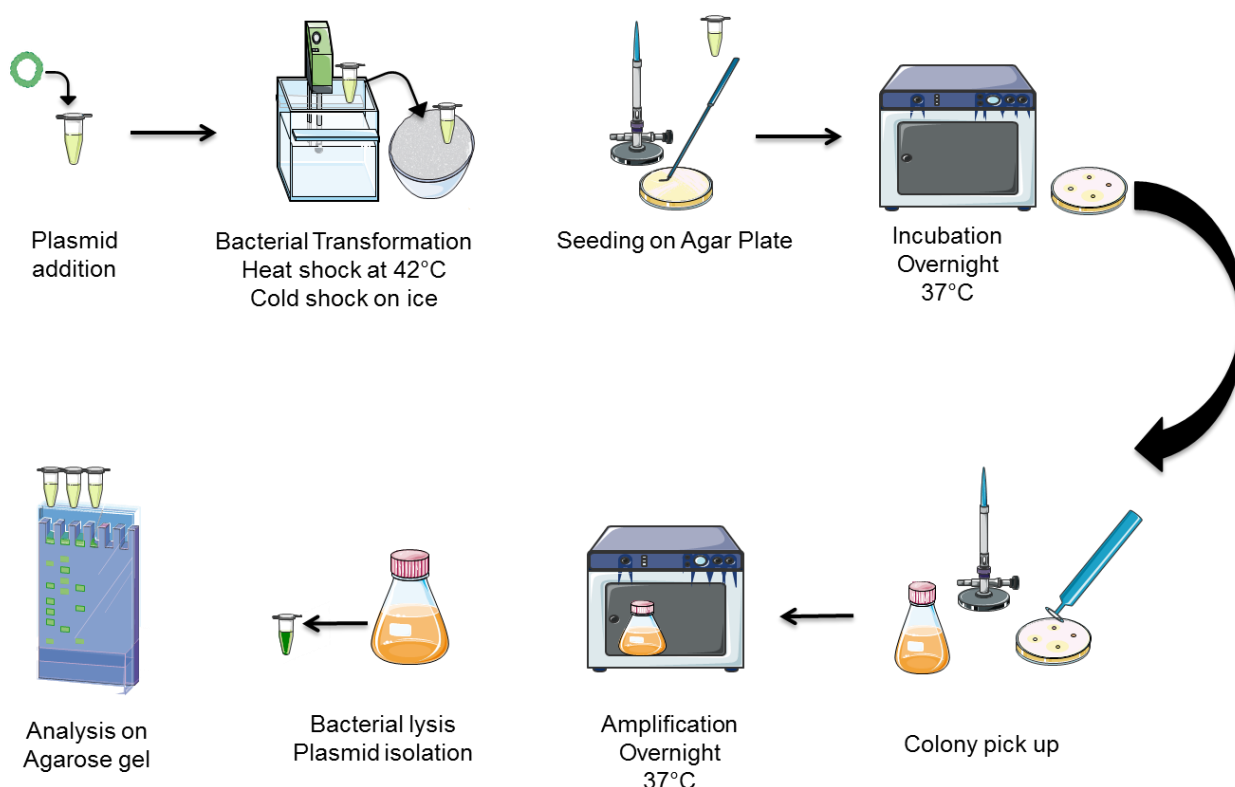 Plasmid
addition
Bacterial Transformation
Heat shock at 42°C
Cold shock on ice
Seeding on Agar Plate
Incubation
Overnight
37°C
Colony pick up
Amplification
Overnight
37°C
Bacterial lysis
Plasmid isolation
Analysis on
Agarose gel